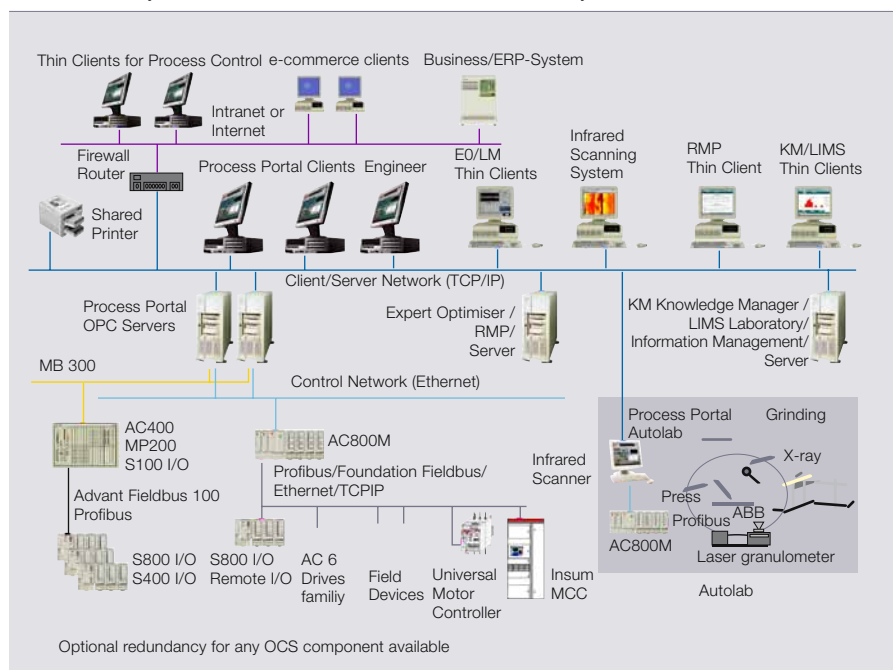 Thin Clients for Process Control
e-commerce clients
Business/ERP-System
Intranet or
Internet
Firewall
Router
Process Portal Clients
Engineer
E0/LM
Thin Clients
Infrared
Scanning
System
RMP
Thin Client
KM/LIMS
Thin Clients
Shared
Printer
Client/Server Network (TCP/IP)
Process Portal
OPC Servers
Expert Optimiser /
RMP/
Server
KM Knowledge Manager /
LIMS Laboratory/
Information Management/
Server
MB 300
Control Network (Ethernet)
AC400
MP200
S100 I/O
AC800M
Profibus/Foundation Fieldbus/
Ethernet/TCPIP
Infrared
Scanner
Process Portal
Autolab
Grinding
X-ray
Press
Profibus
ABB
AC800M
Laser granulometer
Autolab
Advant Fieldbus 100
Profibus
S800 I/O
S400 I/O
S800 I/O
Remote I/O
AC 6
Drives
familiy
Field
Devices
Universal
Motor
Controller
Insum
MCC
Optional redundancy for any OCS component available